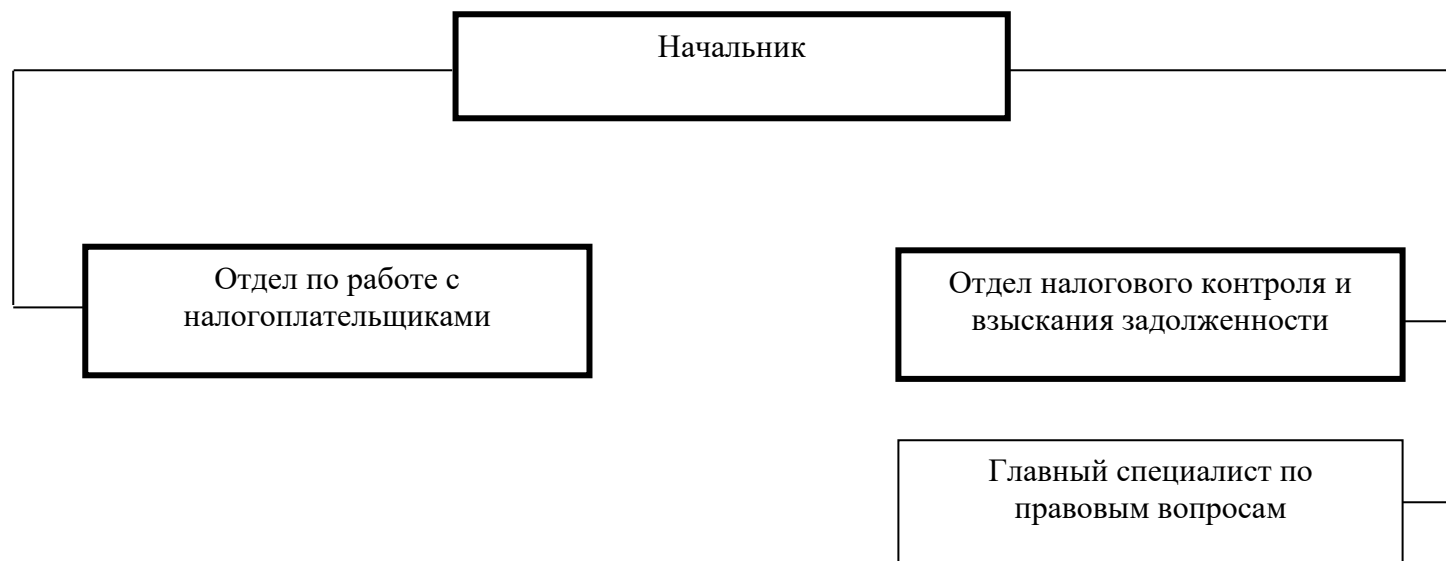 Начальник
Отдел по работе с
налогоплательщиками
Отдел налогового контроля и
взыскания задолженности
Главный специалист по
правовым вопросам